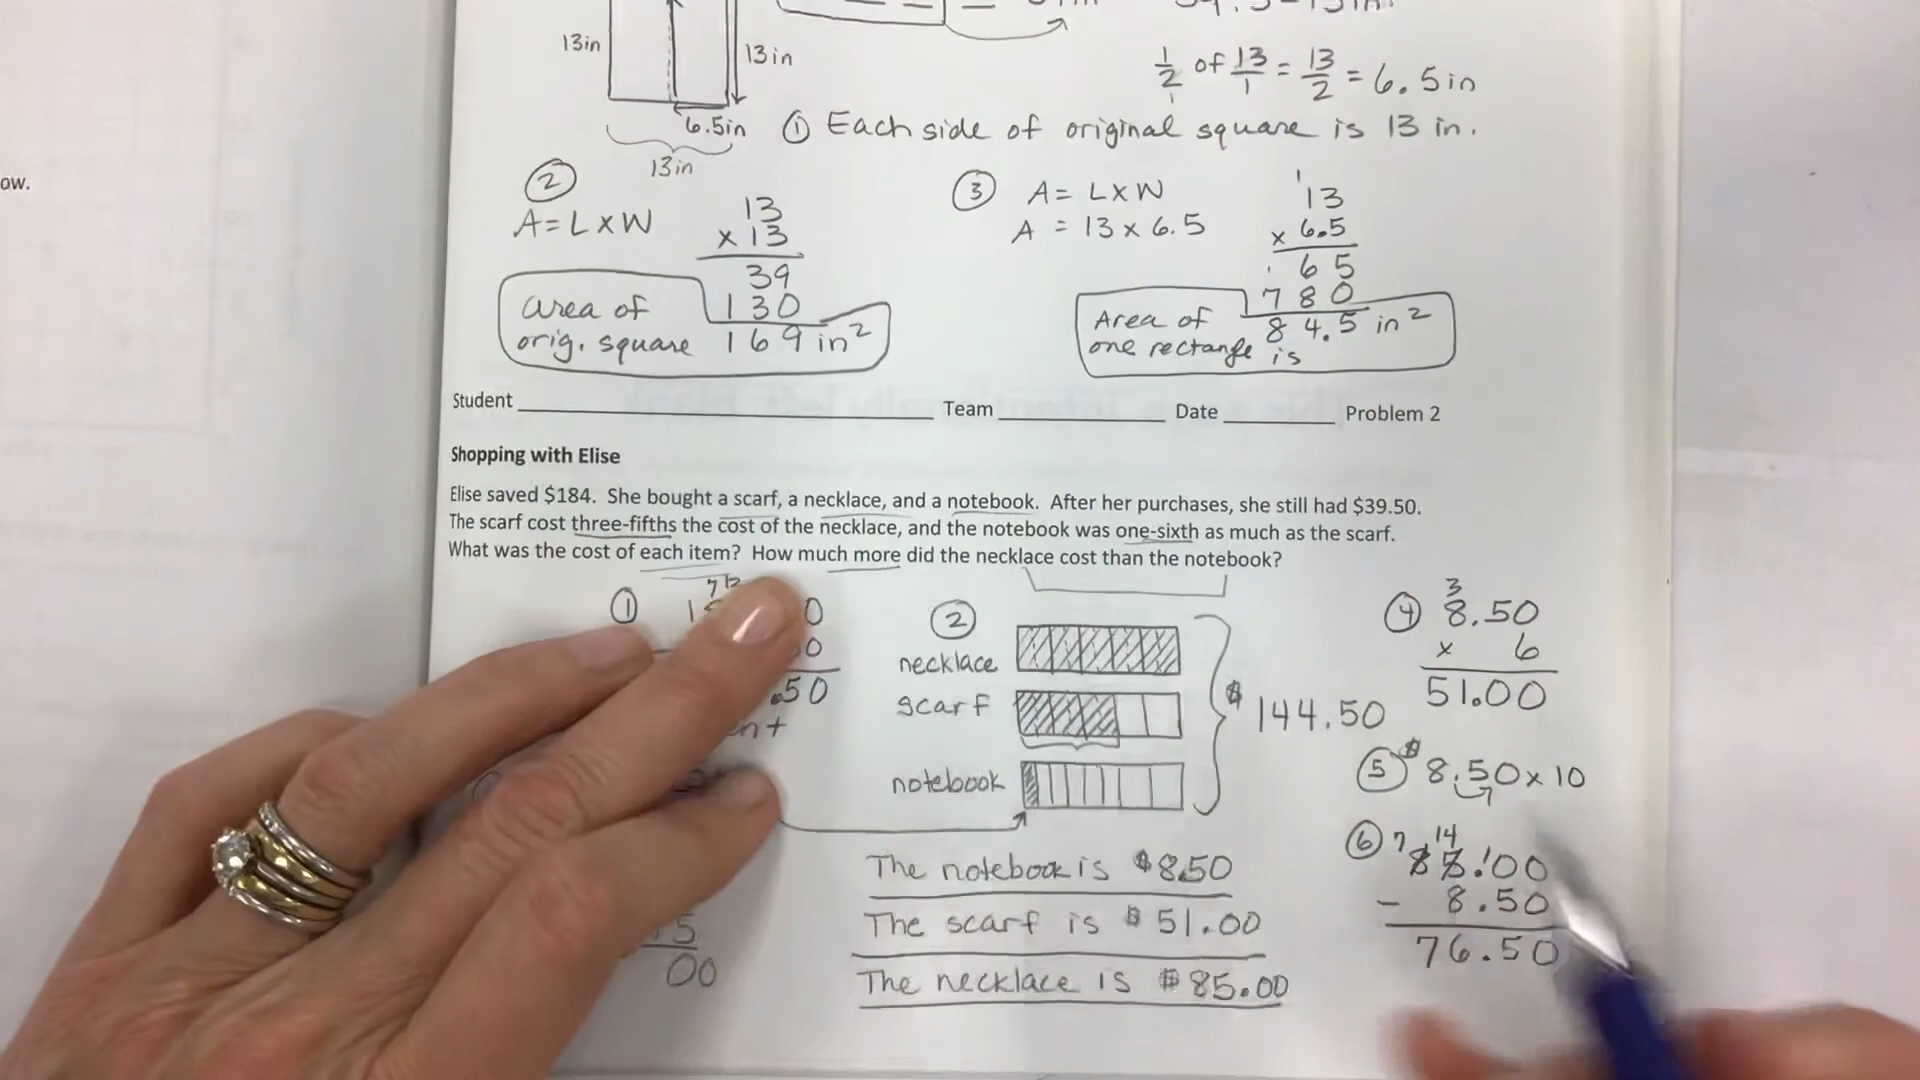 13in
13in
6.5in
13in
1/2 of 13/1 = 13/2 = 6.5in
① Each side of original square is 13 in.
ow.
②
A=LxW
13
x 13
39
130
169 in²
area of
orig. square
③ A= LxW
A = 13 x 6.5
1
13
x 6.5
65
780
84.5 in²
Area of
one rectangle is
Student Team Date Problem 2
Shopping with Elise
Elise saved $184. She bought a scarf, a necklace, and a notebook. After her purchases, she still had $39.50.
The scarf cost three-fifths the cost of the necklace, and the notebook was one-sixth as much as the scarf.
What was the cost of each item? How much more did the necklace cost than the notebook?
①
.50
②
necklace
scarf
notebook
$144.50
The notebook is $8.50
The scarf is $51.00
The necklace is $85.00
④ 3
8.50
x 6
51.00
⑤ $8.50x10
⑥ 7 14
85.00
- 8.50
76.50
00